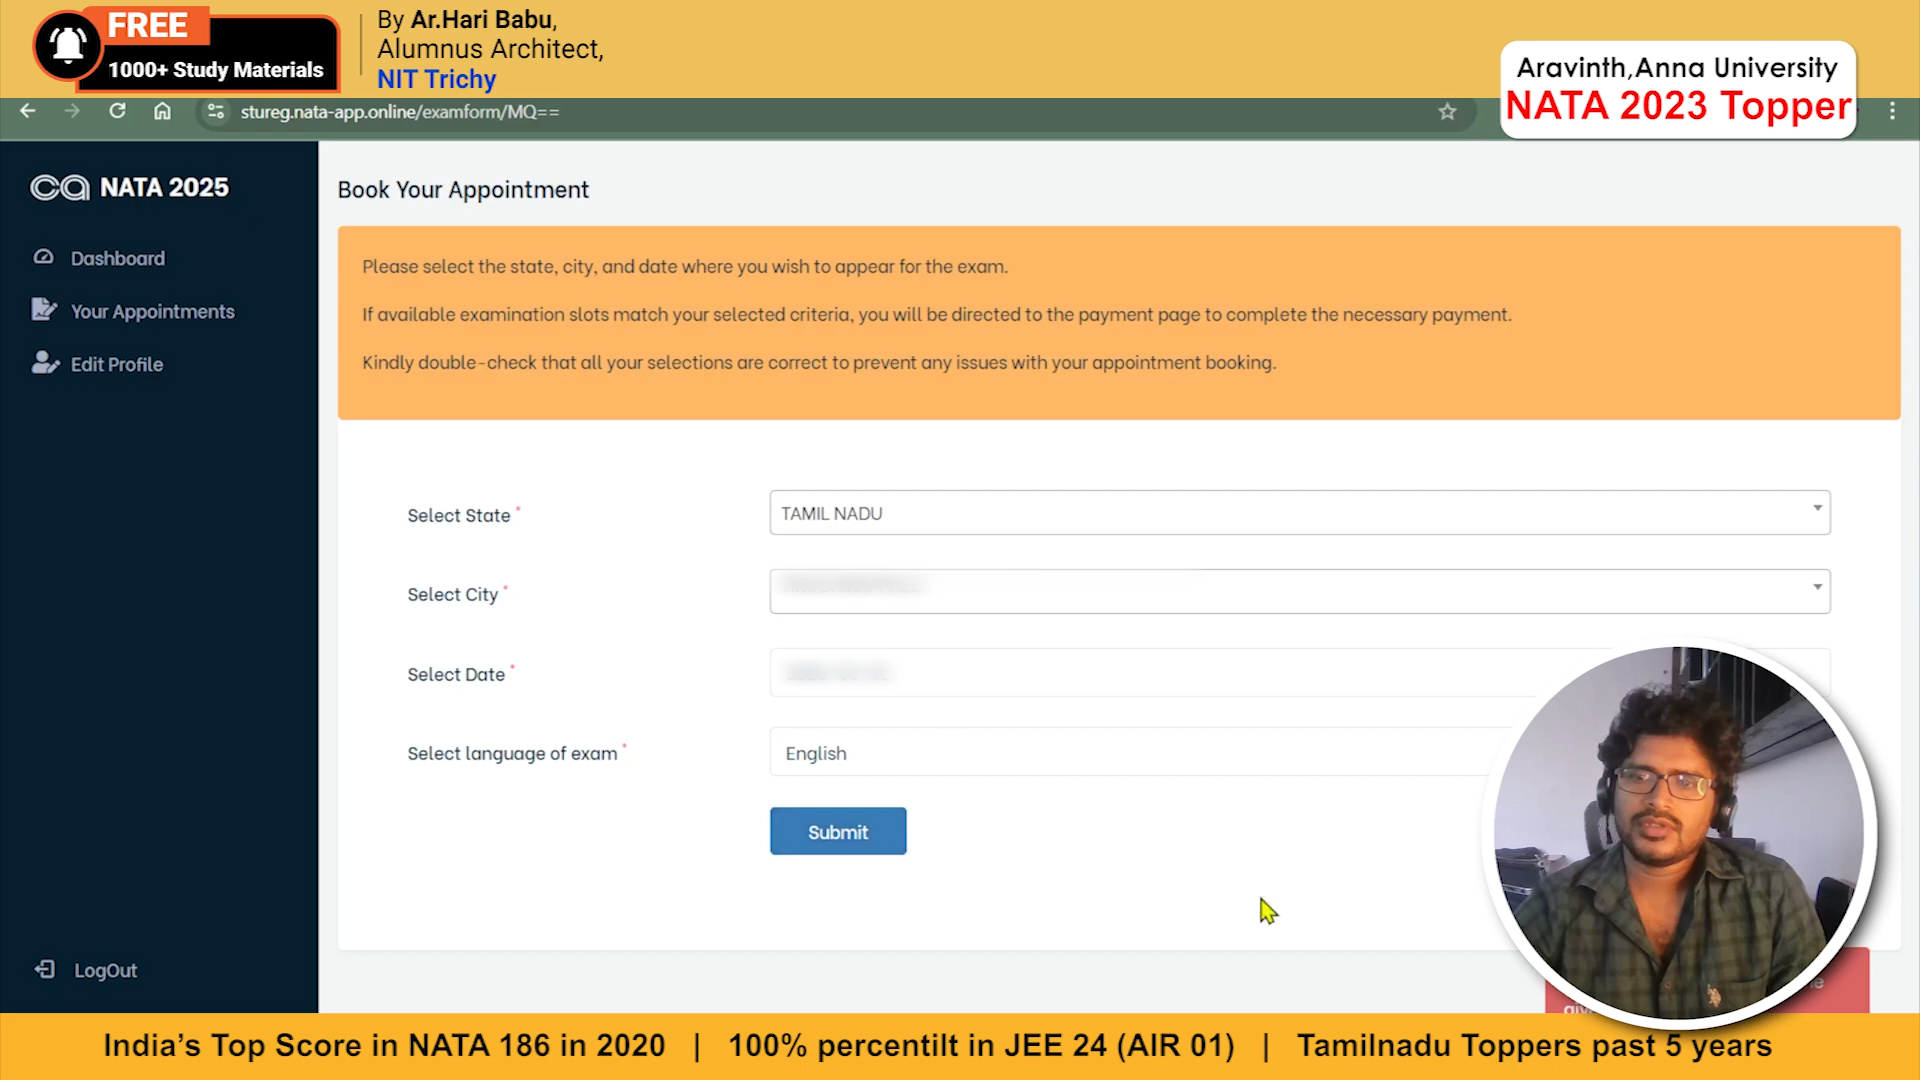 FREE
1000+ Study Materials
By Ar.Hari Babu,
Alumnus Architect,
NIT Trichy
Aravinth,Anna University
NATA 2023 Topper
stureg.nata-app.online/examform/MQ==
NATA 2025
Dashboard
Your Appointments
Edit Profile
LogOut
Book Your Appointment
Please select the state, city, and date where you wish to appear for the exam.
If available examination slots match your selected criteria, you will be directed to the payment page to complete the necessary payment.
Kindly double-check that all your selections are correct to prevent any issues with your appointment booking.
Select State *
TAMIL NADU
Select City *
Select Date *
Select language of exam *
English
Submit
India's Top Score in NATA 186 in 2020 | 100% percentilt in JEE 24 (AIR 01) | Tamilnadu Toppers past 5 years